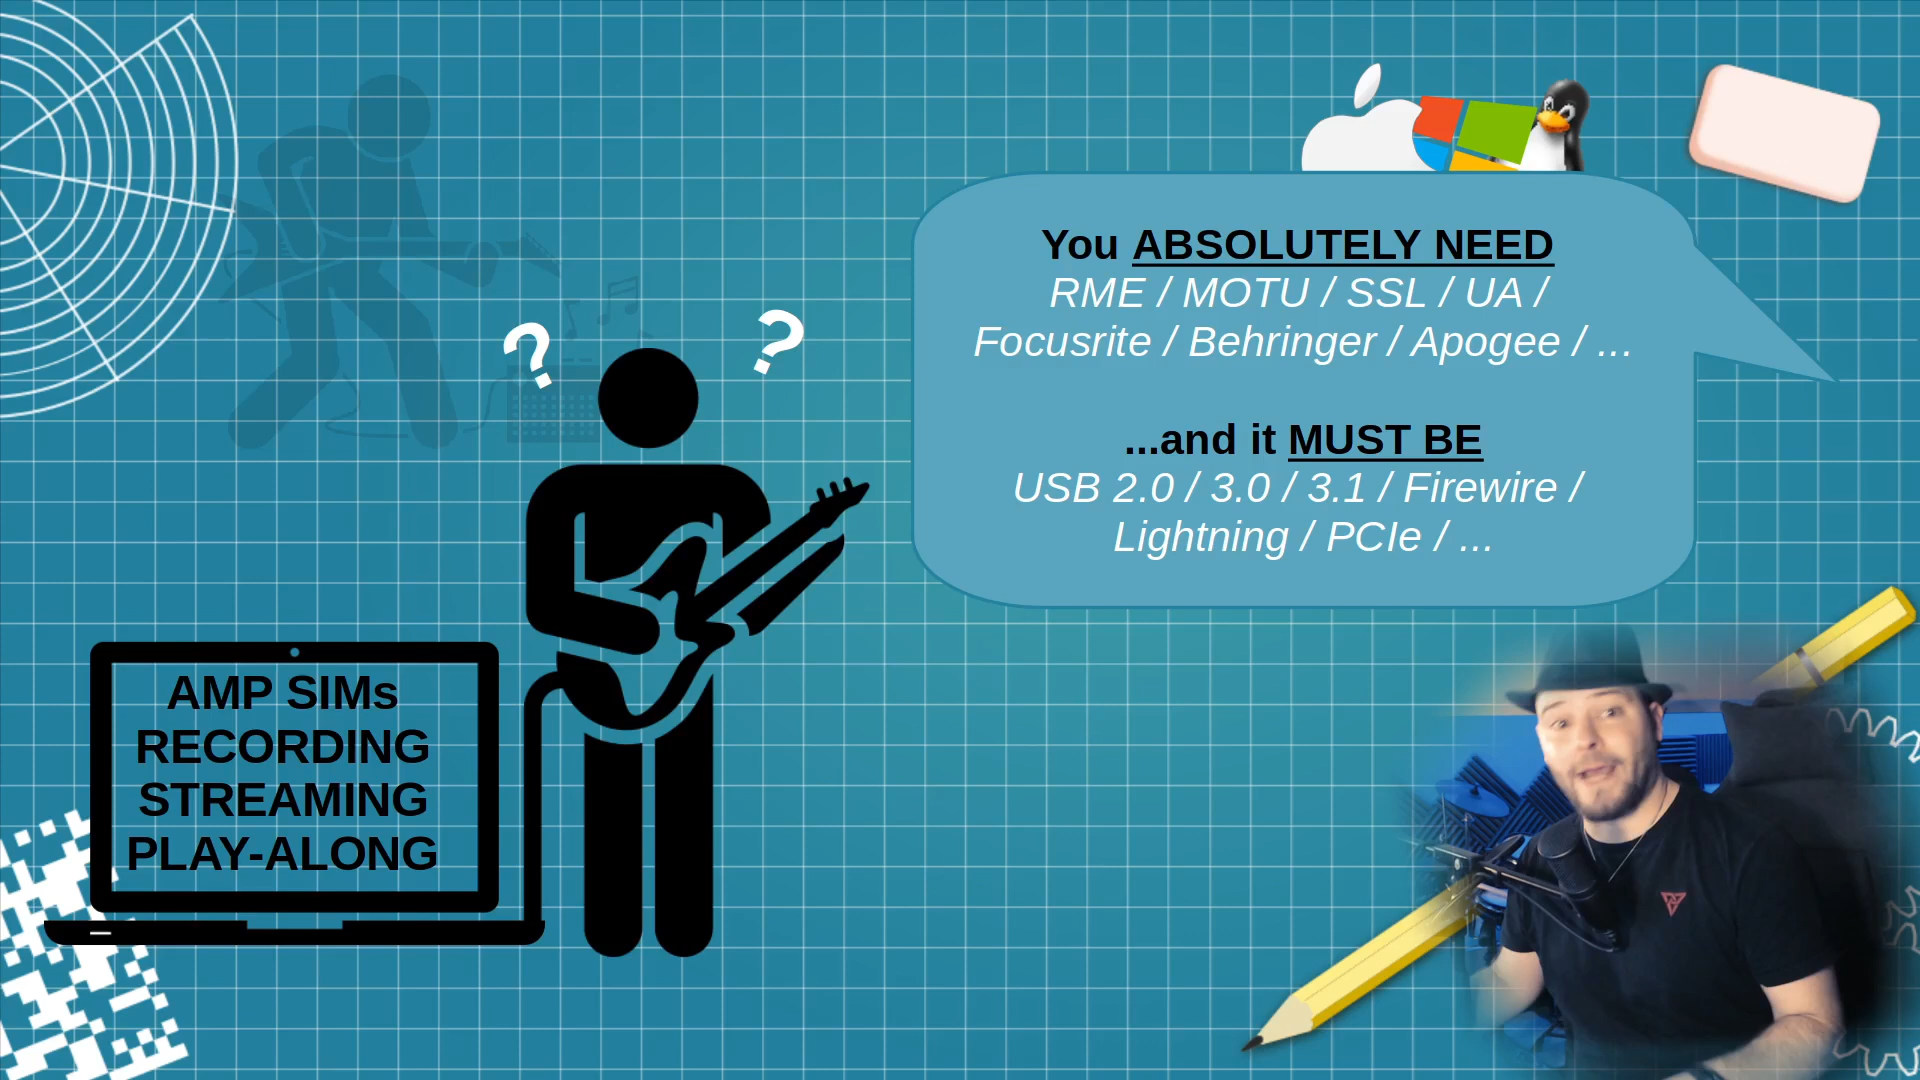 You ABSOLUTELY NEED
RME / MOTU / SSL / UA /
Focusrite / Behringer / Apogee / ...
...and it MUST BE
USB 2.0 / 3.0 / 3.1 / Firewire /
Lightning / PCIe / ...
? ?
AMP SIMs
RECORDING
STREAMING
PLAY-ALONG